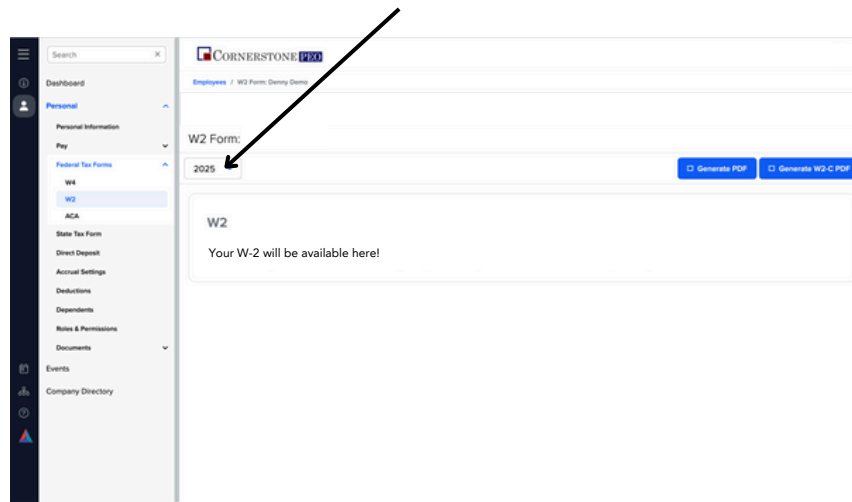 Search
CORNERSTONE PEO
Dashboard
Employees / W2 Form: Denny Demo
Personal
Personal Information
Pay
W2 Form:
Federal Tax Forms
2025
Generate PDF
Generate W2-C PDF
W4
W2
ACA
W2
State Tax Form
Direct Deposit
Your W-2 will be available here!
Accrual Settings
Deductions
Dependents
Roles & Permissions
Documents
Events
Company Directory